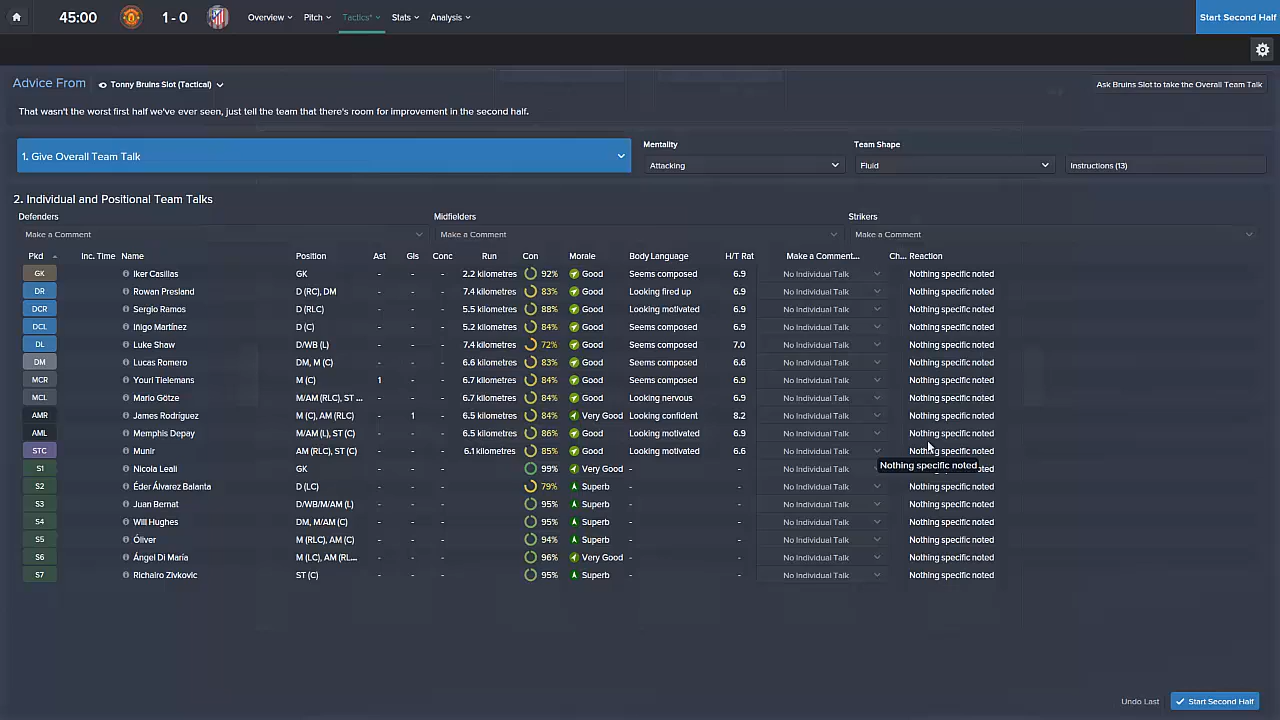 45:00 1 - 0 Overview Pitch Tactics* Stats Analysis Start Second Half
Advice From Tonny Bruins Slot (Tactical) Ask Bruins Slot to take the Overall Team Talk
That wasn't the worst first half we've ever seen, just tell the team that there's room for improvement in the second half.
Mentality Team Shape
1. Give Overall Team Talk Attacking Fluid Instructions (13)
2. Individual and Positional Team Talks
Defenders Midfielders Strikers
Make a Comment Make a Comment Make a Comment
Pkd Inc. Time Name Position Ast Gls Conc Run Con Morale Body Language H/T Rat Make a Comment... Ch... Reaction
GK Iker Casillas GK - - - 2.2 kilometres 92% Good Seems composed 6.9 No Individual Talk Nothing specific noted
DR Rowan Presland D (RC), DM - - - 7.4 kilometres 83% Good Looking fired up 6.9 No Individual Talk Nothing specific noted
DCR Sergio Ramos D (RLC) - - - 5.5 kilometres 88% Good Looking motivated 6.9 No Individual Talk Nothing specific noted
DCL Iñigo Martínez D (C) - - - 5.2 kilometres 84% Good Seems composed 6.9 No Individual Talk Nothing specific noted
DL Luke Shaw D/WB (L) - - - 7.4 kilometres 72% Good Seems composed 7.0 No Individual Talk Nothing specific noted
DM Lucas Romero DM, M (C) - - - 6.6 kilometres 83% Good Seems composed 6.6 No Individual Talk Nothing specific noted
MCR Youri Tielemans M (C) 1 - - 6.7 kilometres 84% Good Seems composed 6.9 No Individual Talk Nothing specific noted
MCL Mario Götze M/AM (RLC), ST ... - - - 6.7 kilometres 84% Good Looking nervous 6.9 No Individual Talk Nothing specific noted
AMR James Rodríguez M (C), AM (RLC) - 1 - 6.5 kilometres 84% Very Good Looking confident 8.2 No Individual Talk Nothing specific noted
AML Memphis Depay M/AM (L), ST (C) - - - 6.5 kilometres 86% Good Looking motivated 6.9 No Individual Talk Nothing specific noted
STC Munir AM (RL), ST (C) - - - 6.1 kilometres 85% Good Looking motivated 6.6 No Individual Talk Nothing specific noted
Nothing specific noted
S1 Nicola Leali GK - - - 99% Very Good - - No Individual Talk noted
S2 Éder Álvarez Balanta D (LC) - - - 79% Superb - - No Individual Talk Nothing specific noted
S3 Juan Bernat D/WB/M/AM (L) - - - 95% Superb - - No Individual Talk Nothing specific noted
S4 Will Hughes DM, M/AM (C) - - - 95% Superb - - No Individual Talk Nothing specific noted
S5 Óliver M (RLC), AM (C) - - - 94% Superb - - No Individual Talk Nothing specific noted
S6 Ángel Di María M (LC), AM (RL... - - - 96% Very Good - - No Individual Talk Nothing specific noted
S7 Richairo Zivkovic ST (C) - - - 95% Superb - - No Individual Talk Nothing specific noted
Undo Last Start Second Half